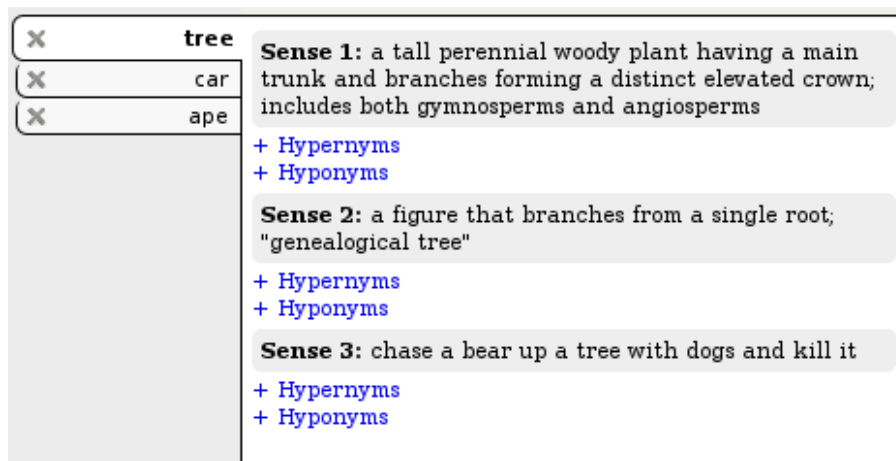 tree
car
ape
Sense 1: a tall perennial woody plant having a main
trunk and branches forming a distinct elevated crown;
includes both gymnosperms and angiosperms
+ Hypernyms
+ Hyponyms
Sense 2: a figure that branches from a single root;
"genealogical tree"
+ Hypernyms
+ Hyponyms
Sense 3: chase a bear up a tree with dogs and kill it
+ Hypernyms
+ Hyponyms